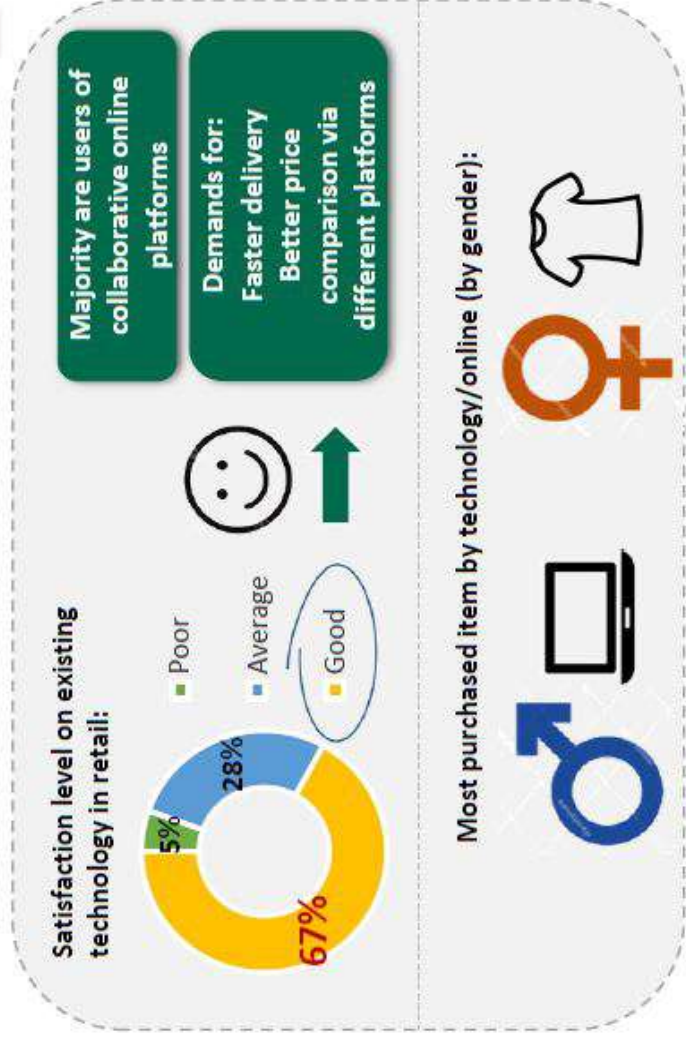 Satisfaction level on existing
technology in retail:
5%
28%
67%
Poor
Average
Good
Majority are users of
collaborative online
platforms
Demands for:
Faster delivery
Better price
comparison via
different platforms
Most purchased item by technology/online (by gender):